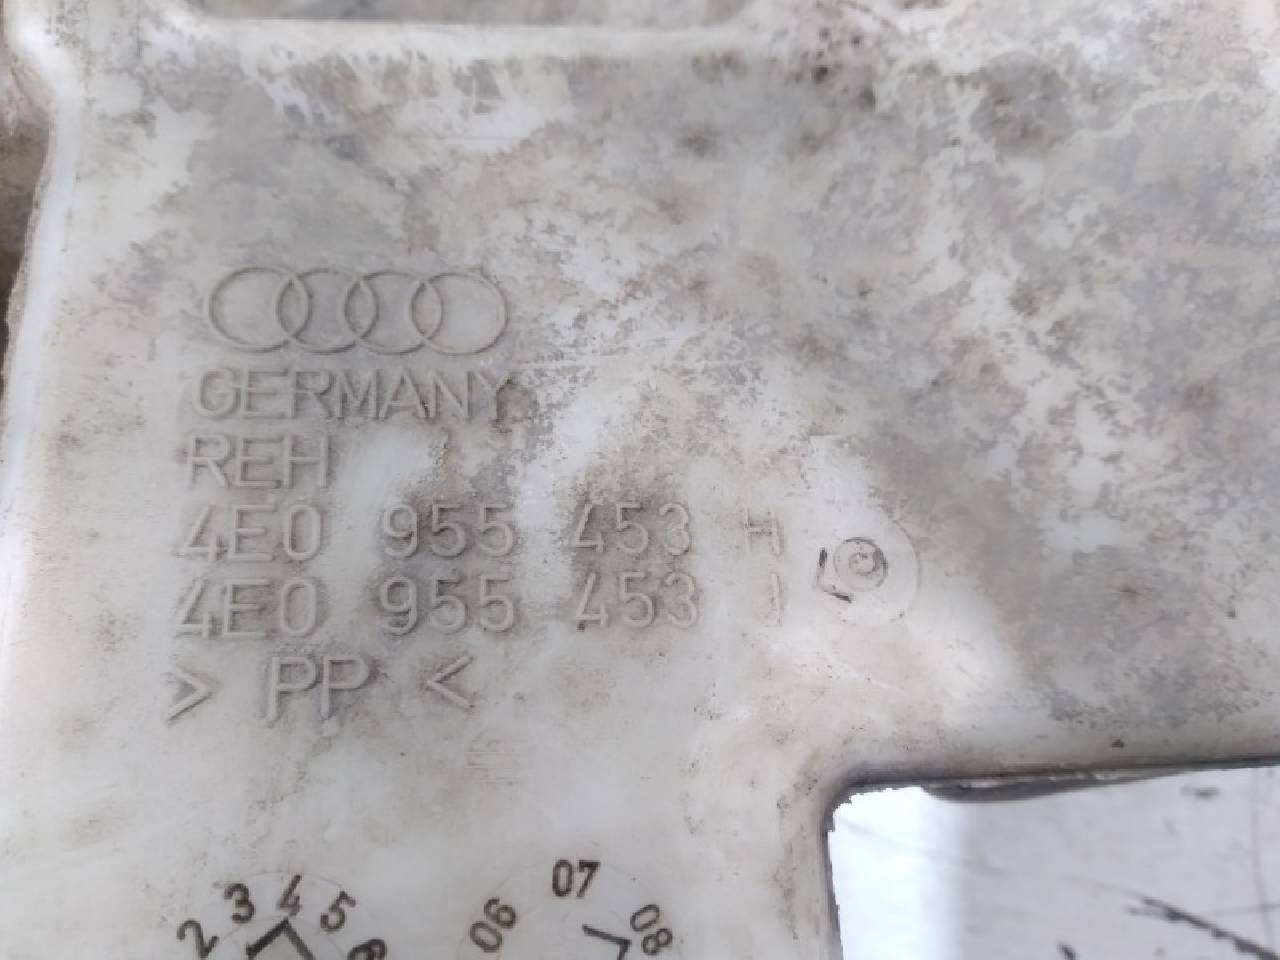 GERMANY
REH
4E0 955 453 H
4E0 955 453 J
> PP <
2 3 4 5 6
06 07 08